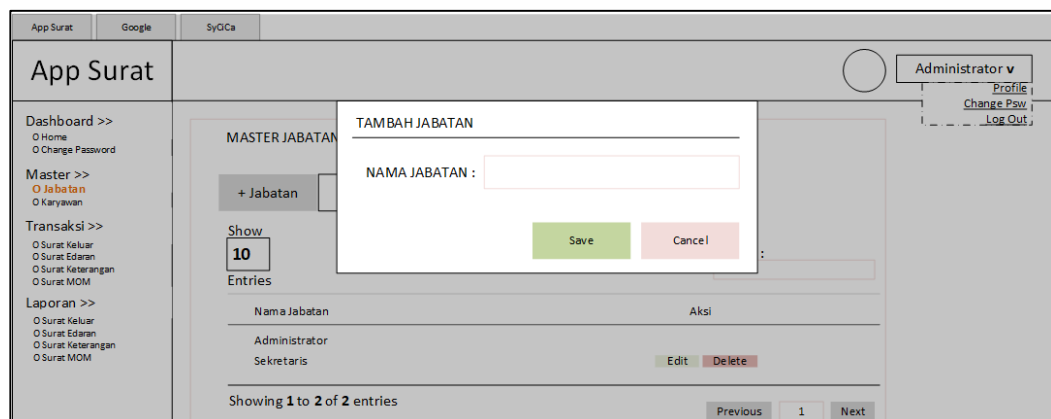 App Surat
Google
SyCiCa
App Surat
Administrator v
Profile
Change Psw
Log Out
Dashboard >>
O Home
O Change Password
Master >>
O Jabatan
O Karyawan
Transaksi >>
O Surat Keluar
O Surat Edaran
O Surat Keterangan
O Surat MOM
Laporan >>
O Surat Keluar
O Surat Edaran
O Surat Keterangan
O Surat MOM
MASTER JABATAN
+ Jabatan
TAMBAH JABATAN
NAMA JABATAN :
Save
Cancel
Show
10
Entries
:
Nama Jabatan
Aksi
Administrator
Sekretaris
Edit
Delete
Showing 1 to 2 of 2 entries
Previous
1
Next